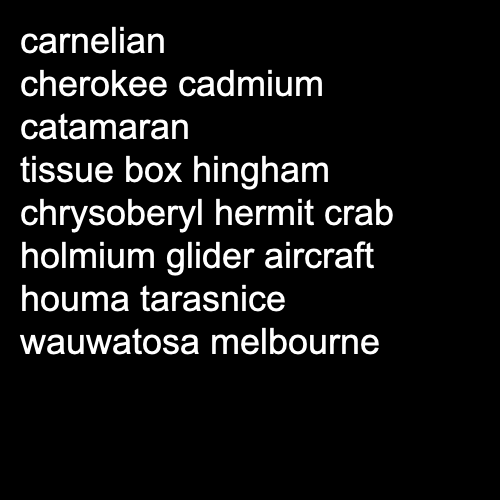 carnelian
cherokee cadmium
catamaran
tissue box hingham
chrysoberyl hermit crab
holmium glider aircraft
houma tarasnice
wauwatosa melbourne